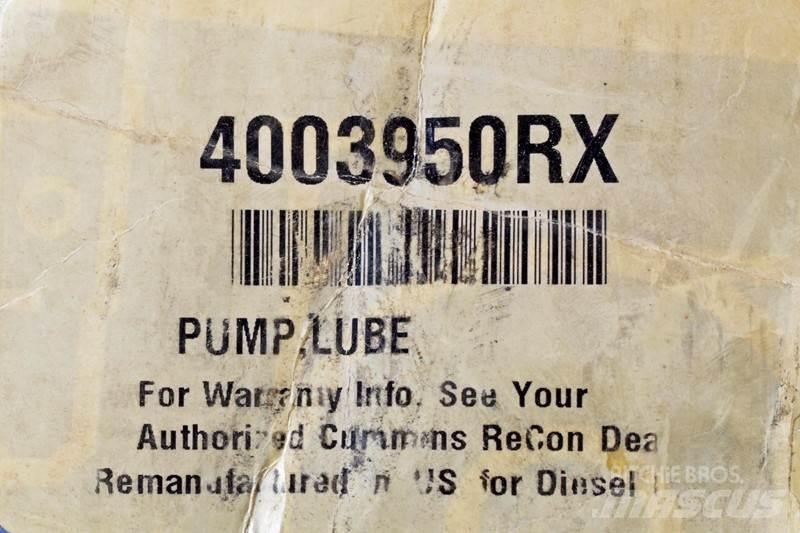 4003950RX
PUMP,LUBE
For Warranty Info. See Your
Authorized Cummins ReCon Dea
Remanufactured in US for Diesel
RITCHIE BROS.
MASCUS